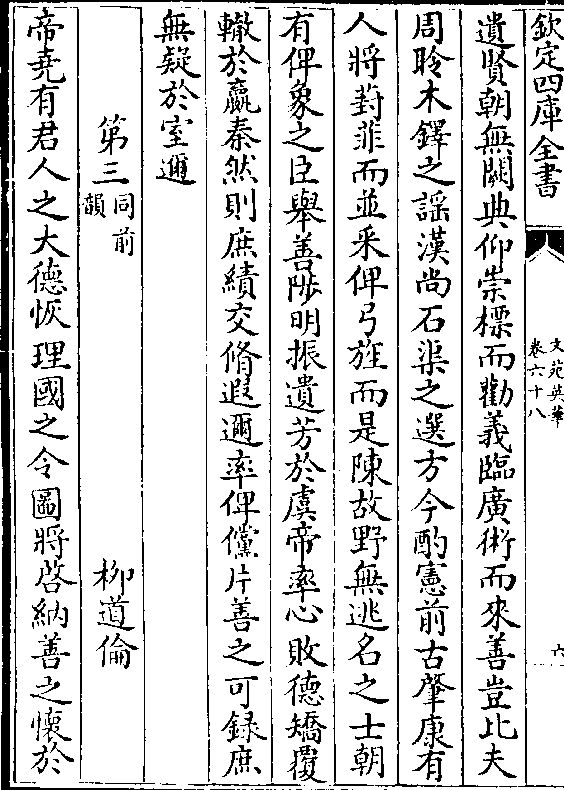 欽定四庫全書
文苑英華
卷六十八
六
遺賢朝無闕典仰崇標而勸義臨廣術而來善豈比夫
周聆木鐸之謡漢尚石渠之選方今酌憲前古肇康有
人將葑菲而並采俾弓旌而是陳故野無逃名之士朝
有俾象之臣舉善陟明振遺芳於虞帝率心敗德矯覆
轍於嬴秦然則庶績交脩遐邇率俾儻片善之可録庶
無疑於室邇
第三同前韻
柳道倫
帝堯有君人之大德恢理國之令圖將啓納善之懷於